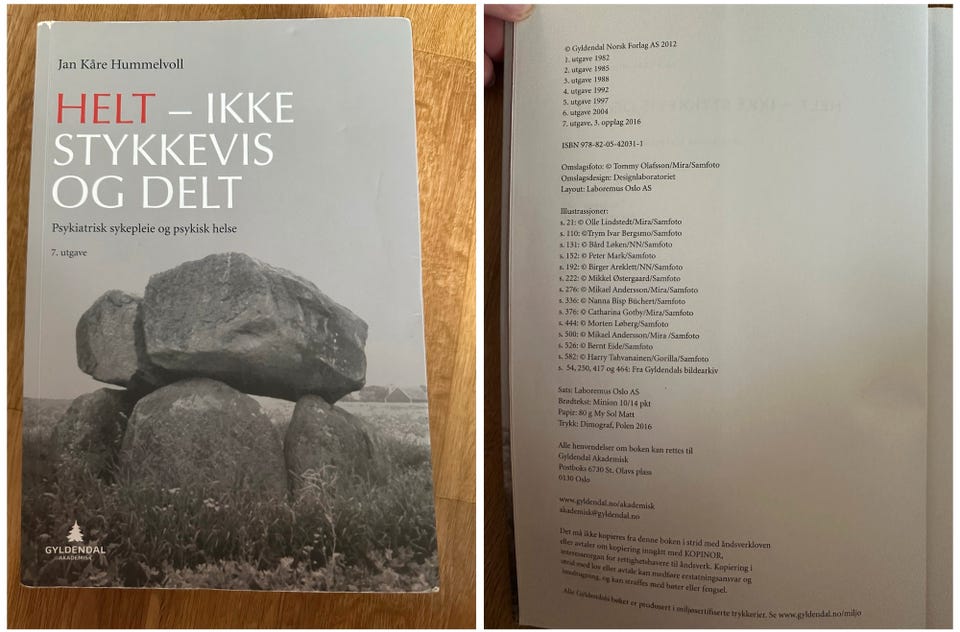 Jan Kåre Hummelvoll
HELT – IKKE
STYKKEVIS
OG DELT
Psykiatrisk sykepleie og psykisk helse
7. utgave
GYLDENDAL
AKADEMISK
© Gyldendal Norsk Forlag AS 2012
1. utgave 1982
2. utgave 1985
3. utgave 1988
4. utgave 1992
5. utgave 1997
6. utgave 2004
7. utgave, 3. opplag 2016
ISBN 978-82-05-42031-1
Omslagsfoto: © Tommy Olafsson/Mira/Samfoto
Omslagsdesign: Designlaboratoriet
Layout: Laboremus Oslo AS
Illustrasjoner:
s. 21: © Olle Lindstedt/Mira/Samfoto
s. 110: ©Trym Ivar Bergsmo/Samfoto
s. 131: © Bård Løken/NN/Samfoto
s. 152: © Peter Mark/Samfoto
s. 192: © Birger Areklett/NN/Samfoto
s. 222: © Mikkel Østergaard/Samfoto
s. 276: © Mikael Andersson/Mira/Samfoto
s. 336: © Nanna Bisp Büchert/Samfoto
s. 376: © Catharina Gotby/Mira/Samfoto
s. 444: © Morten Løberg/Samfoto
s. 500: © Mikael Andersson/Mira /Samfoto
s. 526: © Bernt Eide/Samfoto
s. 582: © Harry Tahvanainen/Gorilla/Samfoto
s. 54, 250, 417 og 464: Fra Gyldendals bildearkiv
Sats: Laboremus Oslo AS
Brødtekst: Minion 10/14 pkt
Papir: 80 g My Sol Matt
Trykk: Dimograf, Polen 2016
Alle henvendelser om boken kan rettes til
Gyldendal Akademisk
Postboks 6730 St. Olavs plass
0130 Oslo
www.gyldendal.no/akademisk
akademisk@gyldendal.no
Det må ikke kopieres fra denne boken i strid med åndsverkloven
eller avtaler om kopiering inngått med KOPINOR,
interesseorgan for rettighetshavere til åndsverk. Kopiering i
strid med lov eller avtale kan medføre erstatningsansvar og
inndragning, og kan straffes med bøter eller fengsel.
Alle Gyldendals bøker er produsert i miljøsertifiserte trykkerier. Se www.gyldendal.no/miljo